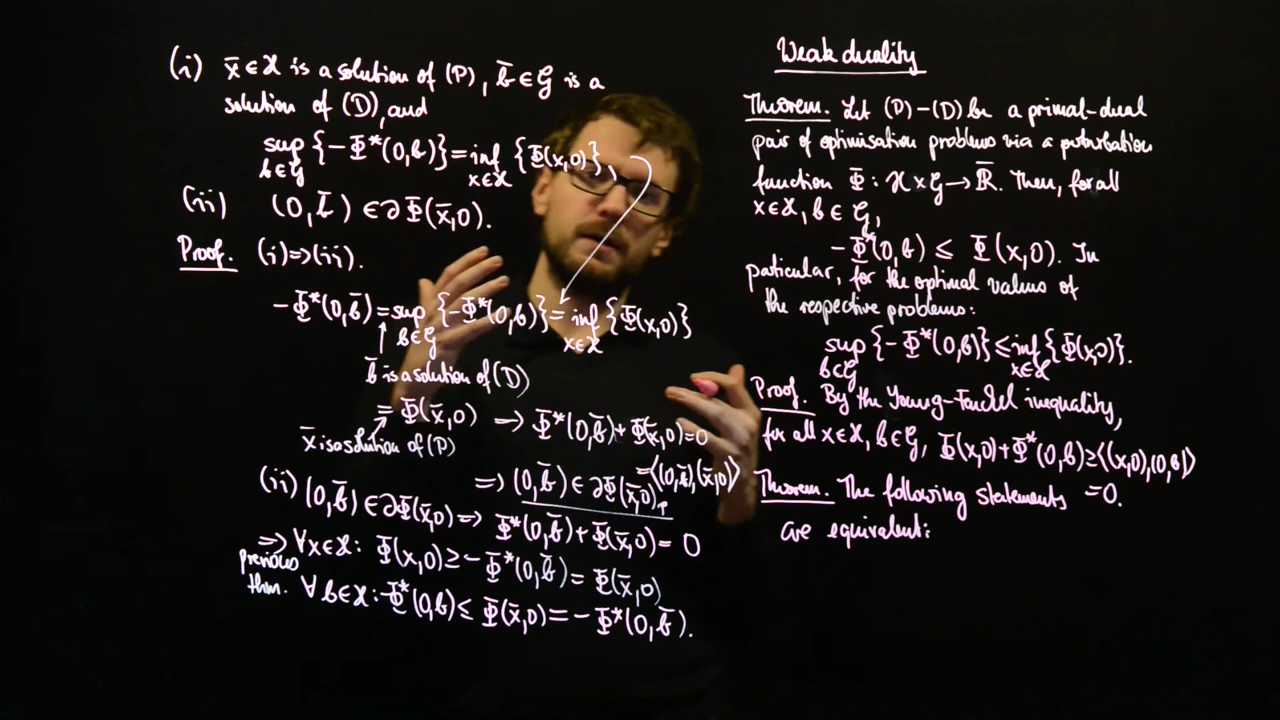 Weak duality
Theorem. Let (P)-(D) be a primal-dual
pair of optimisation problems via a perturbation
function Φ : X × G → R̅. Then, for all
x∈X, b∈G,
-Φ*(0,b) ≤ Φ(x,0). In
particular, for the optimal values of
the respective problems:
sup {-Φ*(0,b)} ≤ inf {Φ(x,0)}.
b∈G x∈X
Proof. By the Young-Fenchel inequality,
for all x∈X, b∈G, Φ(x,0)+Φ*(0,b)≥⟨(x,0),(0,b)⟩
=0.
Theorem. The following statements
are equivalent:
(i) x̄∈X is a solution of (P), b̄∈G is a
solution of (D), and
sup {-Φ*(0,b)} = inf {Φ(x,0)},
b∈G x∈X
(ii) (0,b̄) ∈ ∂Φ(x̄,0).
Proof. (i)=>(ii).
-Φ*(0,b̄) = sup {-Φ*(0,b)} = inf {Φ(x,0)}
b∈G x∈X
b̄ is a solution of (D)
= Φ(x̄,0) => Φ*(0,b̄)+Φ(x̄,0)=0
x̄ is a solution of (P)
=⟨(0,b̄),(x̄,0)⟩
=> (0,b̄) ∈ ∂Φ(x̄,0)
(ii) (0,b̄)∈∂Φ(x̄,0) => Φ*(0,b̄)+Φ(x̄,0)= 0
=> ∀x∈X: Φ(x,0)≥-Φ*(0,b̄)=Φ(x̄,0)
previous
thm. ∀b∈X: -Φ*(0,b)≤Φ(x̄,0)=-Φ*(0,b̄).